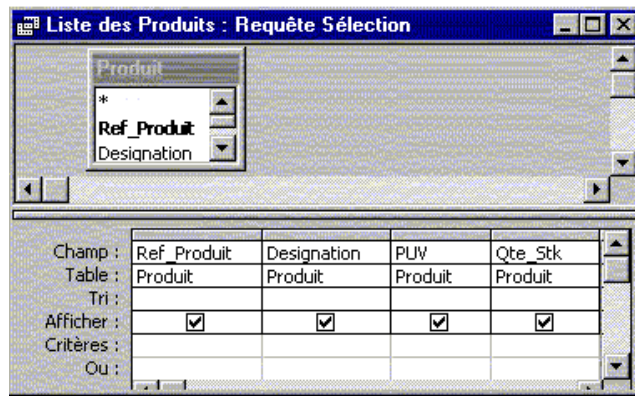 Liste des Produits : Requête Sélection
Produit
*
Ref_Produit
Designation
Champ : Ref_Produit Designation PUV Qte_Stk
Table : Produit Produit Produit Produit
Tri :
Afficher :
Critères :
Ou :